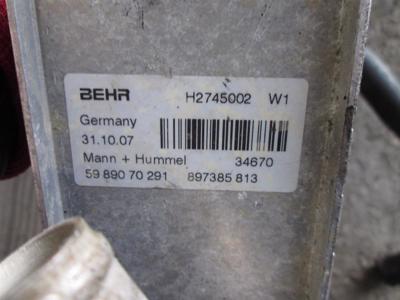 BEHR H2745002 W1
Germany
31.10.07
Mann + Hummel 34670
59 890 70 291 897385 813